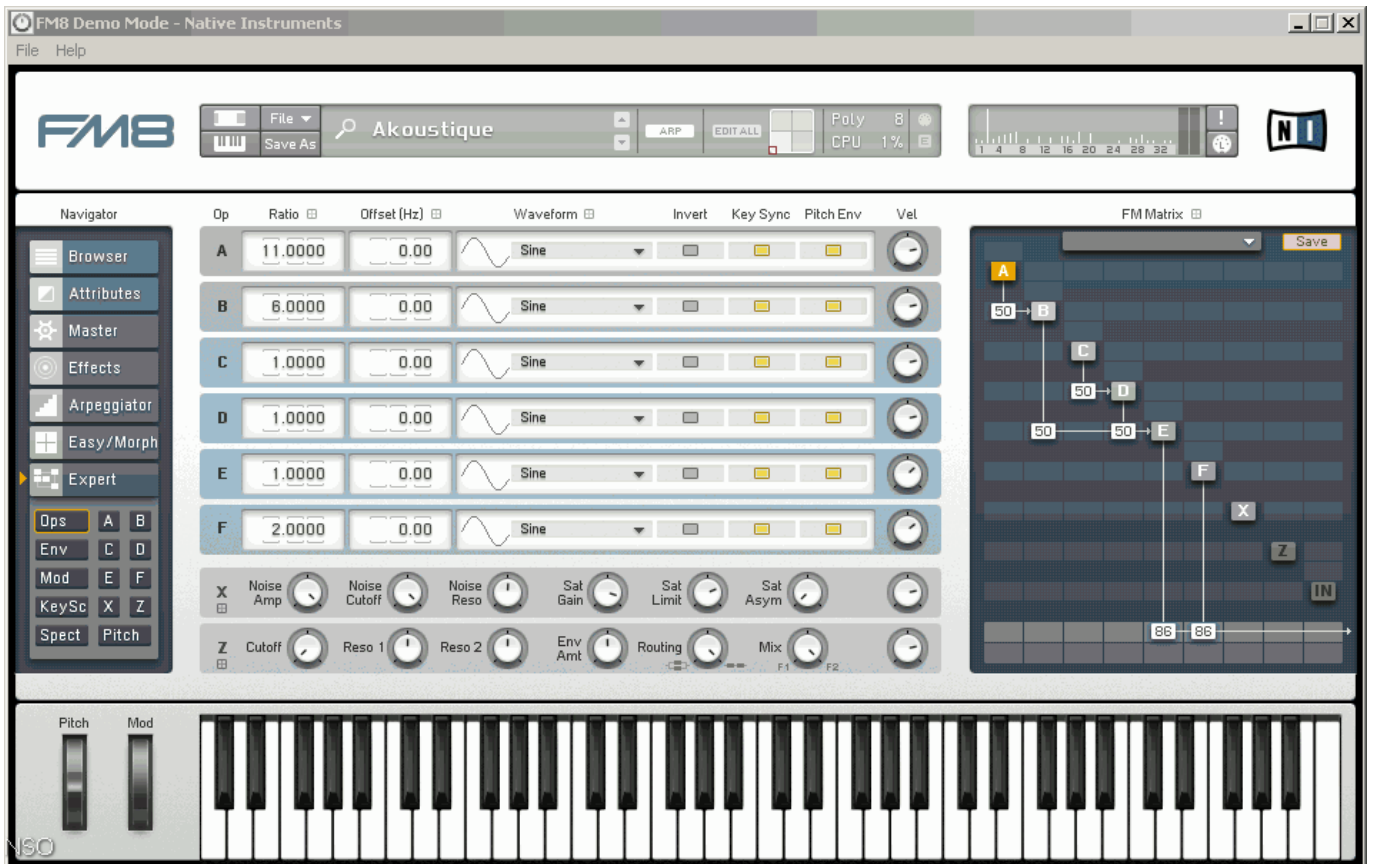 FM8 Demo Mode - Native Instruments
File Help
FM8
File
Save As
Akoustique
ARP
EDIT ALL
Poly 8
CPU 1%
E
!
1 4 8 12 16 20 24 28 32
N I
Navigator
Op Ratio Offset (Hz) Waveform Invert Key Sync Pitch Env Vel
FM Matrix
Browser
Attributes
Master
Effects
Arpeggiator
Easy/Morph
Expert
Ops A B
Env C D
Mod E F
KeySc X Z
Spect Pitch
A 11.0000 0.00 Sine
B 6.0000 0.00 Sine
C 1.0000 0.00 Sine
D 1.0000 0.00 Sine
E 1.0000 0.00 Sine
F 2.0000 0.00 Sine
X Noise Amp Noise Cutoff Noise Reso Sat Gain Sat Limit Sat Asym
Z Cutoff Reso 1 Reso 2 Env Amt Routing Mix
F1 F2
Save
A
50 B
C
50 D
50 50 E
F
X
Z
IN
86 86
Pitch Mod
NSO